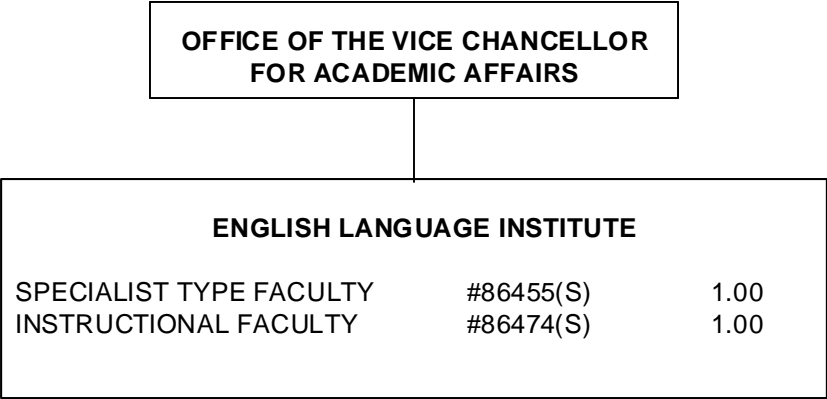 OFFICE OF THE VICE CHANCELLOR
FOR ACADEMIC AFFAIRS
ENGLISH LANGUAGE INSTITUTE
SPECIALIST TYPE FACULTY #86455(S) 1.00
INSTRUCTIONAL FACULTY #86474(S) 1.00